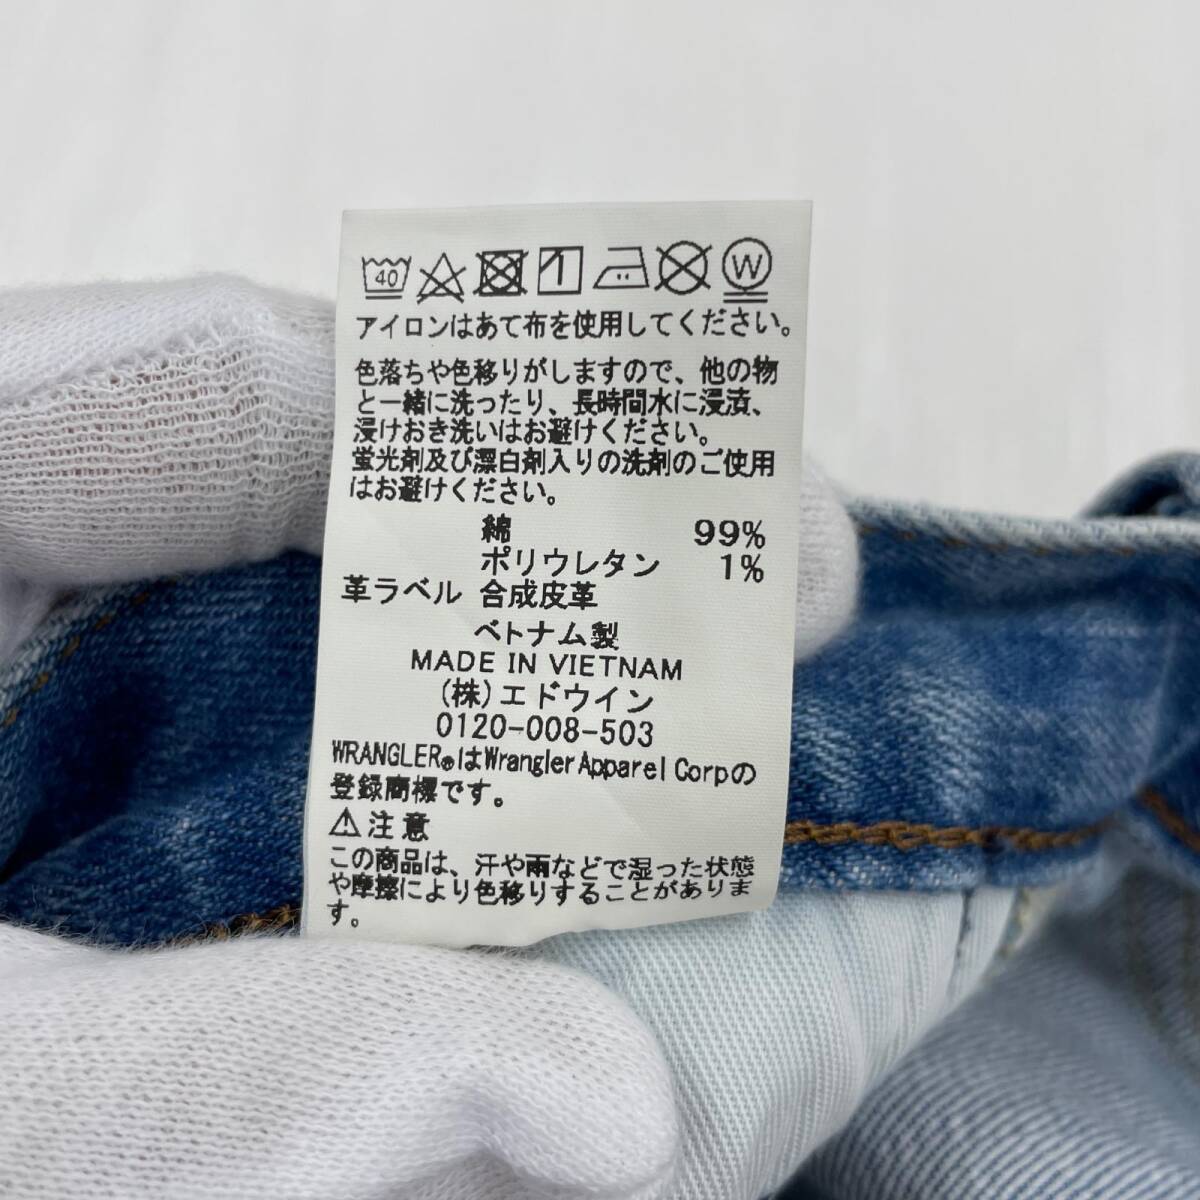 40 W
アイロンはあて布を使用してください。
色落ちや色移りがしますので、他の物
と一緒に洗ったり、長時間水に浸漬、
浸けおき洗いはお避けください。
蛍光剤及び漂白剤入りの洗剤のご使用
はお避けください。
綿 99%
ポリウレタン 1%
革ラベル 合成皮革
ベトナム製
MADE IN VIETNAM
(株)エドウイン
0120-008-503
WRANGLER®はWrangler Apparel Corpの
登録商標です。
⚠注意
この商品は、汗や雨などで湿った状態
や摩擦により色移りすることがありま
す。